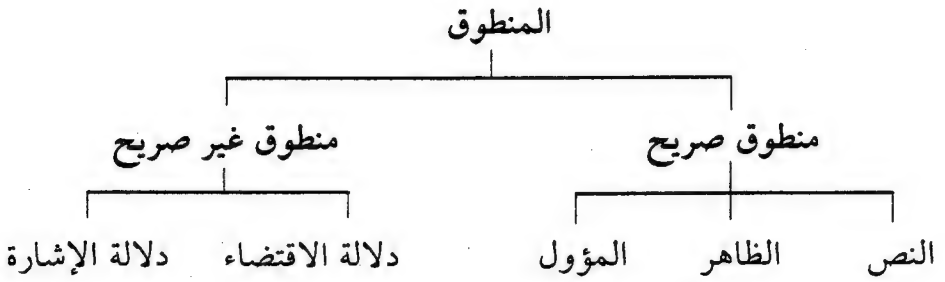 المنطوق
منطوق صريح منطوق غير صريح
النص الظاهر المؤول دلالة الاقتضاء دلالة الإشارة